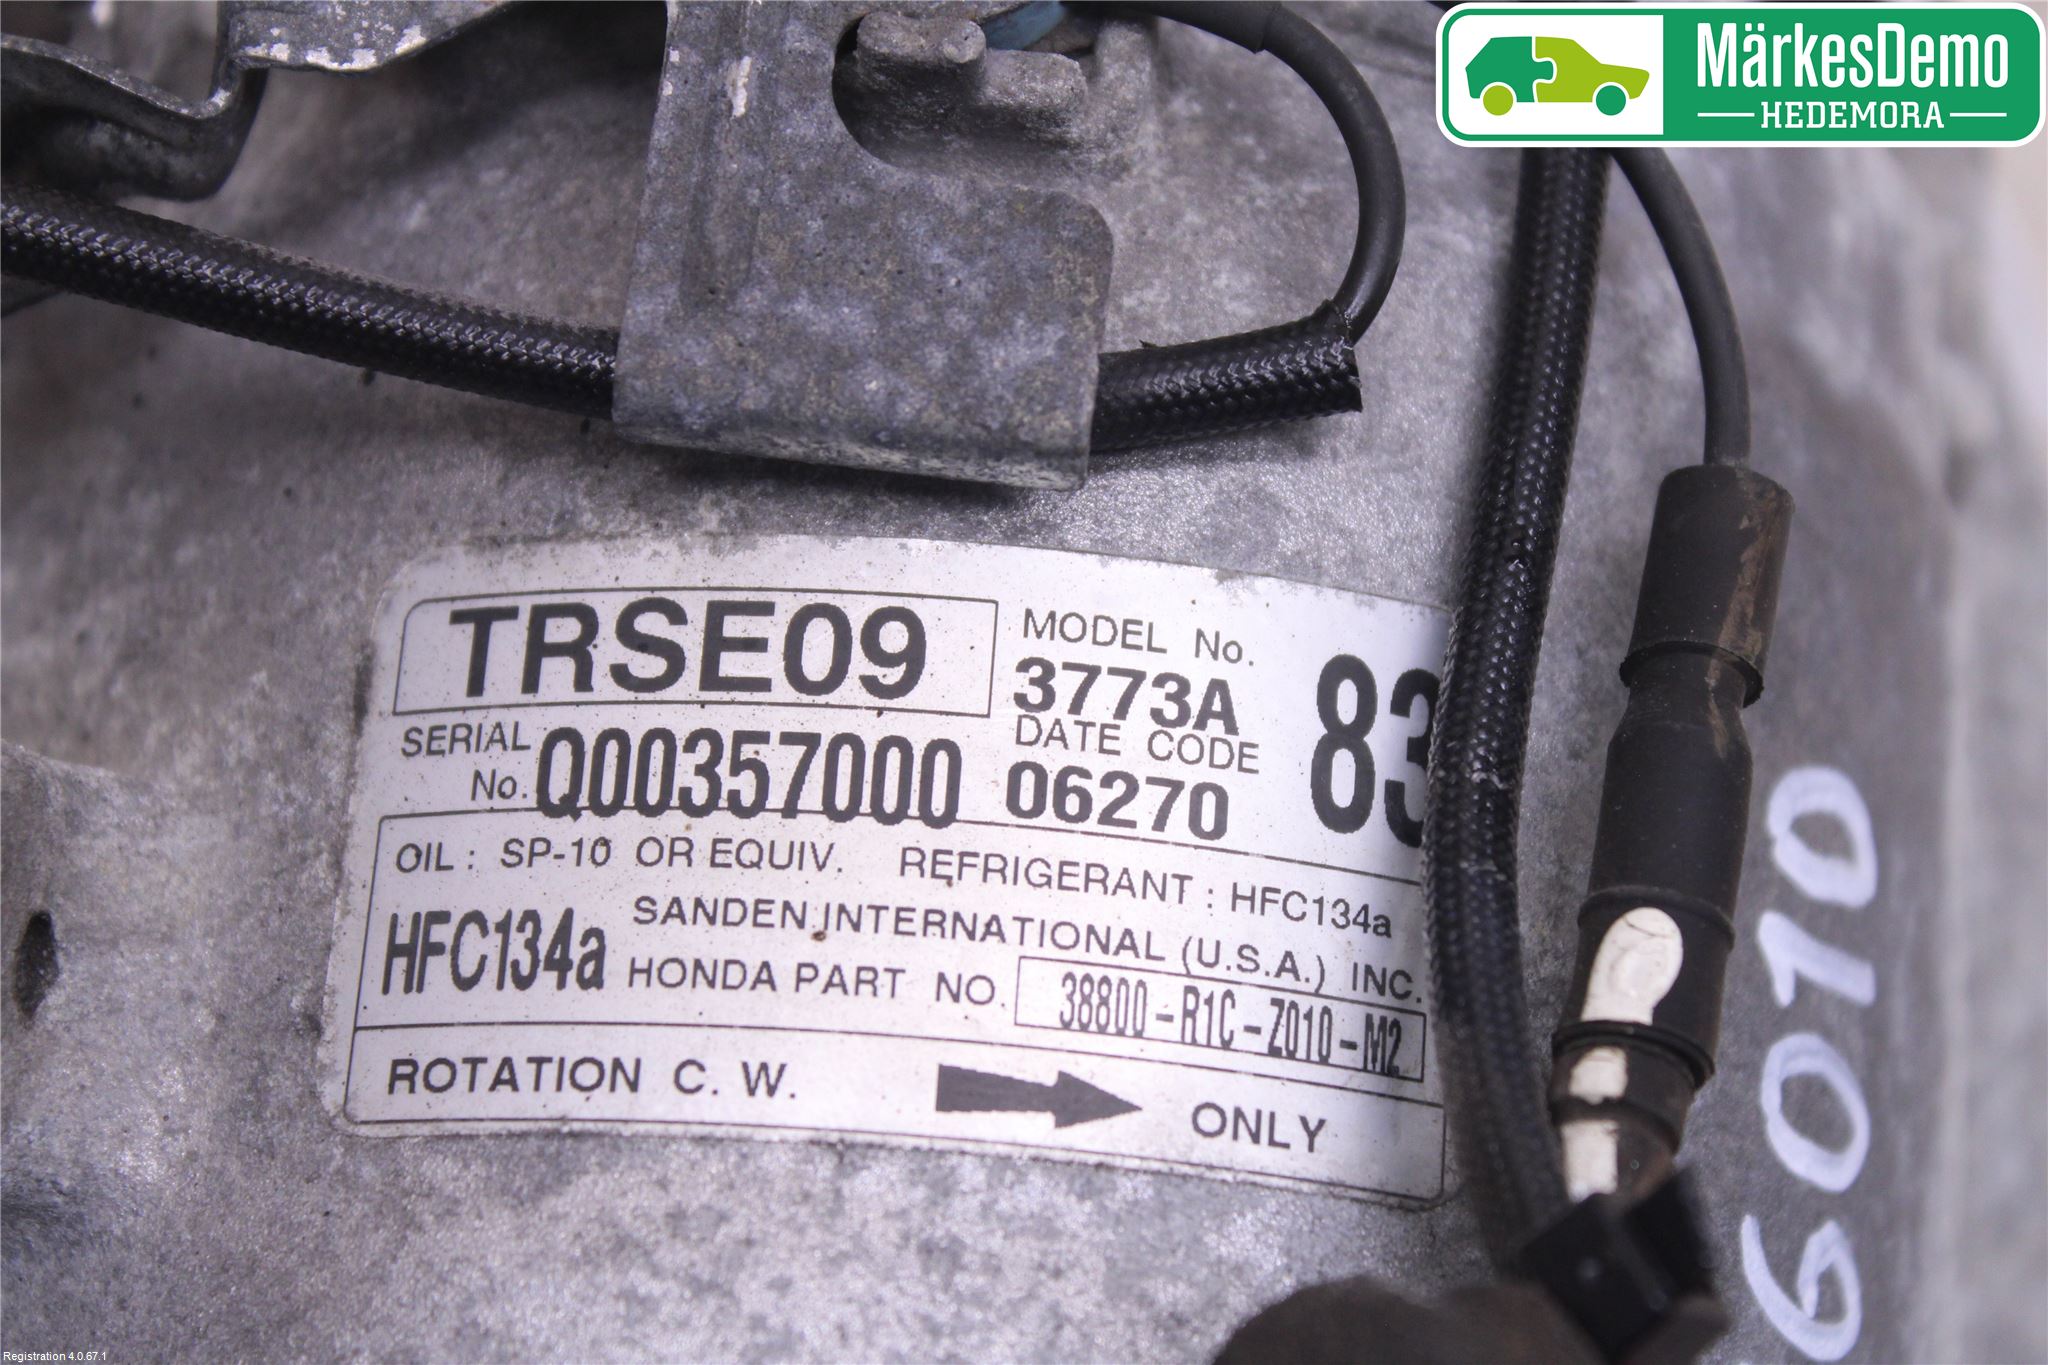 MärkesDemo
HEDEMORA
TRSE09
MODEL No.
3773A
83
SERIAL No. Q00357000
DATE CODE
06270
OIL : SP-10 OR EQUIV. REFRIGERANT : HFC134a
HFC134a
SANDEN INTERNATIONAL (U.S.A.) INC.
HONDA PART NO. 38800-R1C-Z010-M2
ROTATION C. W. ONLY
6010
Registration 4.0.67.1